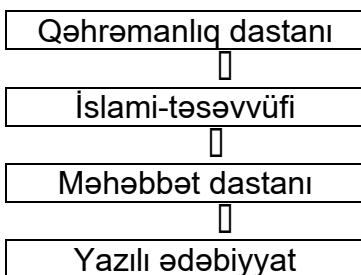 Qəhrəmanlıq dastanı
İslami-təsəvvüfi
Məhəbbət dastanı
Yazılı ədəbiyyat